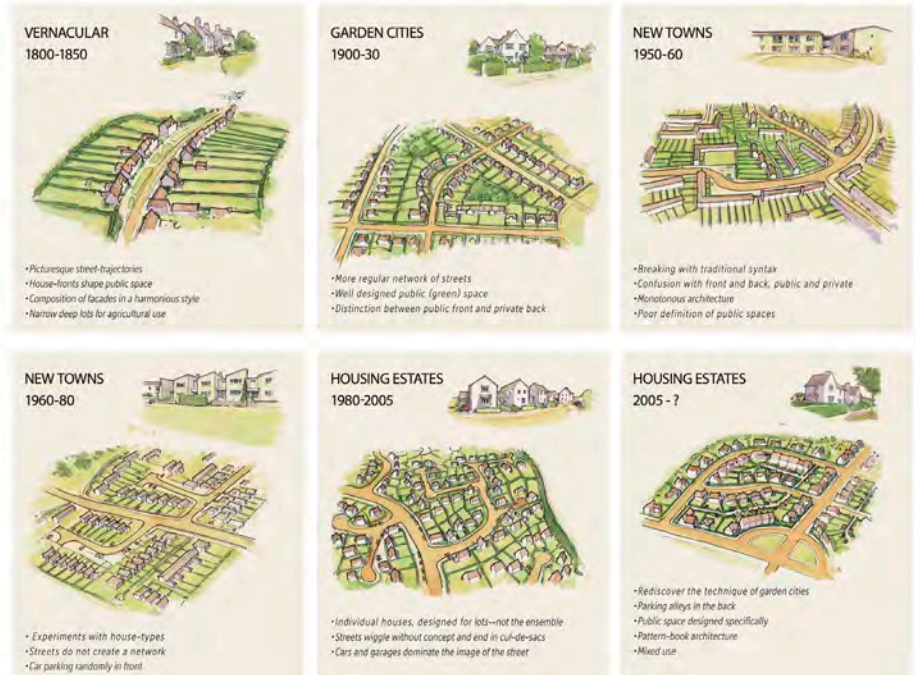 VERNACULAR
1800-1850
•Picturesque street-trajectories
•House-fronts shape public space
•Composition of facades in a harmonious style
•Narrow deep lots for agricultural use
GARDEN CITIES
1900-30
•More regular network of streets
•Well designed public (green) space
•Distinction between public front and private back
NEW TOWNS
1950-60
•Breaking with traditional syntax
•Confusion with front and back, public and private
•Monotonous architecture
•Poor definition of public spaces
NEW TOWNS
1960-80
• Experiments with house-types
•Streets do not create a network
•Car parking randomly in front
HOUSING ESTATES
1980-2005
•Individual houses, designed for lots--not the ensemble
•Streets wiggle without concept and end in cul-de-sacs
•Cars and garages dominate the image of the street
HOUSING ESTATES
2005 - ?
•Rediscover the technique of garden cities
•Parking alleys in the back
•Public space designed specifically
•Pattern-book architecture
•Mixed use